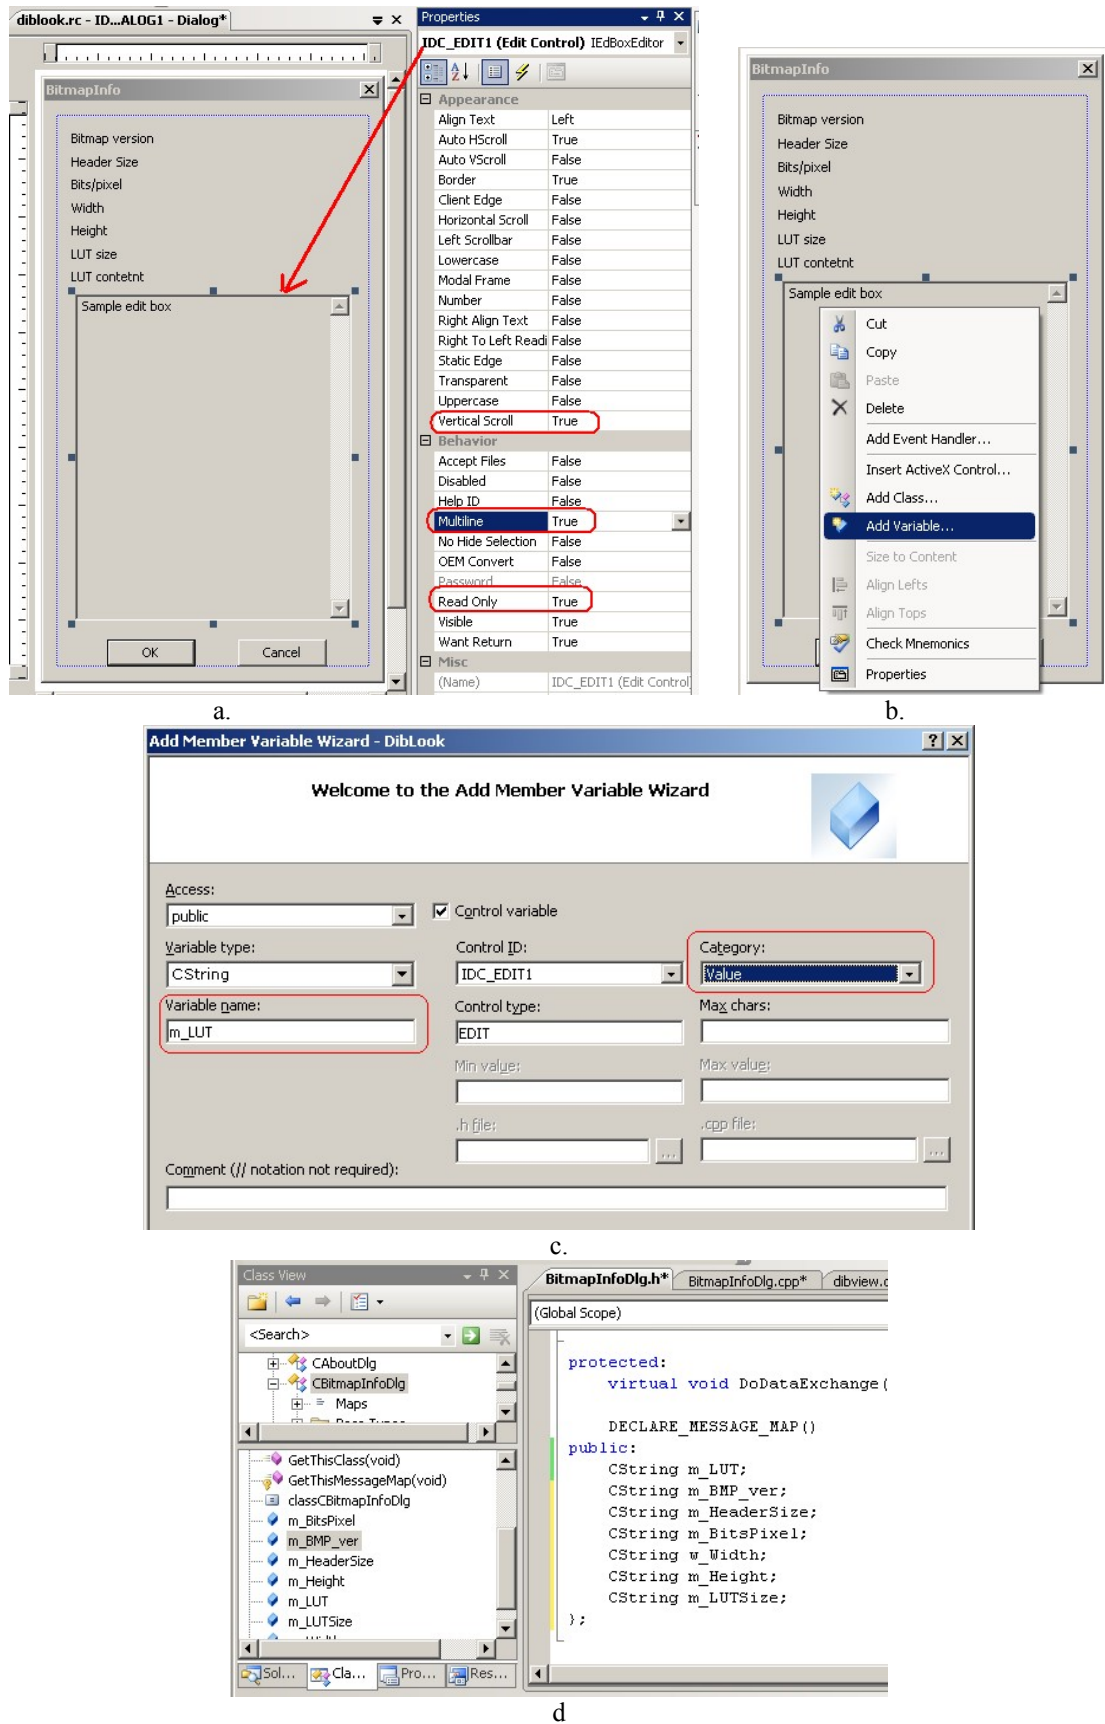 diblook.rc - ID...ALOG1 - Dialog*
BitmapInfo
Bitmap version
Header Size
Bits/pixel
Width
Height
LUT size
LUT contetnt
Sample edit box
OK
Cancel
Properties
IDC_EDIT1 (Edit Control) IEdBoxEditor
Appearance
Align Text Left
Auto HScroll True
Auto VScroll False
Border True
Client Edge False
Horizontal Scroll False
Left Scrollbar False
Lowercase False
Modal Frame False
Number False
Right Align Text False
Right To Left Readi False
Static Edge False
Transparent False
Uppercase False
Vertical Scroll True
Behavior
Accept Files False
Disabled False
Help ID False
Multiline True
No Hide Selection False
OEM Convert False
Password False
Read Only True
Visible True
Want Return True
Misc
(Name) IDC_EDIT1 (Edit Control)
BitmapInfo
Bitmap version
Header Size
Bits/pixel
Width
Height
LUT size
LUT contetnt
Sample edit box
Cut
Copy
Paste
Delete
Add Event Handler...
Insert ActiveX Control...
Add Class...
Add Variable...
Size to Content
Align Lefts
Align Tops
Check Mnemonics
Properties
a.
b.
Add Member Variable Wizard - DibLook
Welcome to the Add Member Variable Wizard
Access:
public
Control variable
Variable type:
CString
Control ID:
IDC_EDIT1
Category:
Value
Variable name:
m_LUT
Control type:
EDIT
Max chars:
Min value:
Max value:
.h file:
...
.cpp file:
...
Comment (// notation not required):
c.
Class View
<Search>
CAboutDlg
CBitmapInfoDlg
Maps
GetThisClass(void)
GetThisMessageMap(void)
classCBitmapInfoDlg
m_BitsPixel
m_BMP_ver
m_HeaderSize
m_Height
m_LUT
m_LUTSize
Sol...
Cla...
Pro...
Res...
BitmapInfoDlg.h*
BitmapInfoDlg.cpp*
dibview.c
(Global Scope)
protected:
virtual void DoDataExchange(
DECLARE_MESSAGE_MAP()
public:
CString m_LUT;
CString m_BMP_ver;
CString m_HeaderSize;
CString m_BitsPixel;
CString w_Width;
CString m_Height;
CString m_LUTSize;
};
d